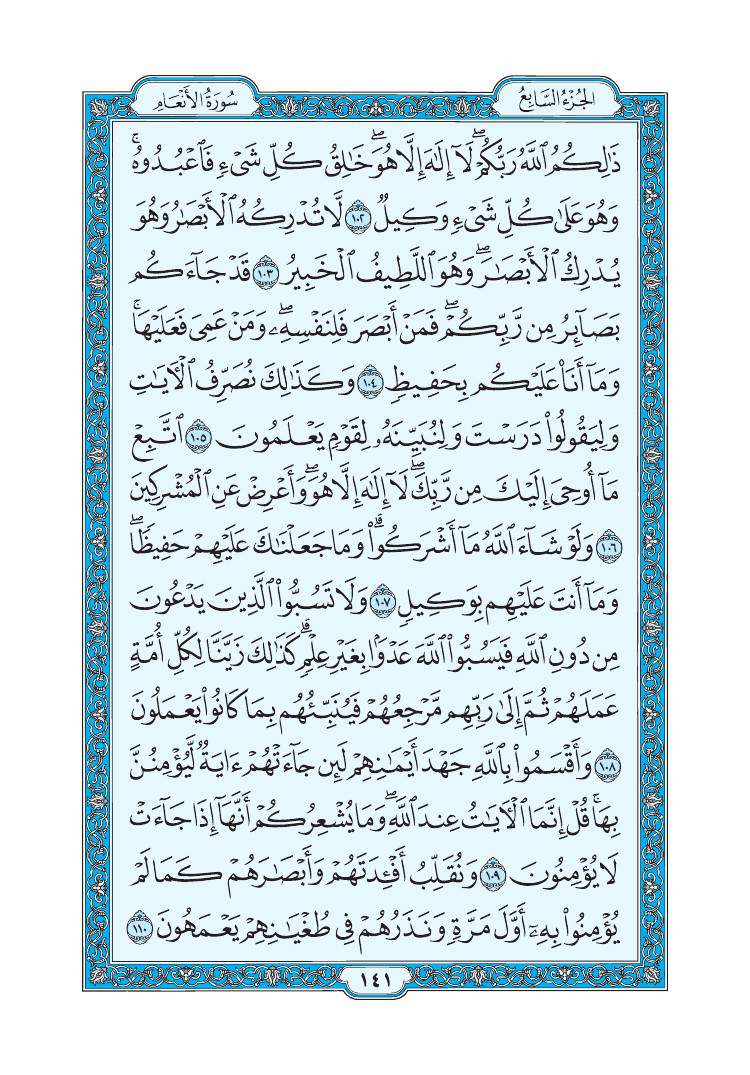 الجُزْءُ السَّابِعُ
سُورَةُ الأَنْعَامِ
ذَٰلِكُمُ ٱللَّهُ رَبُّكُمْۖ لَآ إِلَٰهَ إِلَّا هُوَۖ خَٰلِقُ كُلِّ شَىْءٍ فَٱعْبُدُوهُۚ
وَهُوَ عَلَىٰ كُلِّ شَىْءٍ وَكِيلٌ ١٠٢ لَّا تُدْرِكُهُ ٱلْأَبْصَٰرُ وَهُوَ
يُدْرِكُ ٱلْأَبْصَٰرَۖ وَهُوَ ٱللَّطِيفُ ٱلْخَبِيرُ ١٠٣ قَدْ جَآءَكُم
بَصَآئِرُ مِن رَّبِّكُمْۖ فَمَنْ أَبْصَرَ فَلِنَفْسِهِۦۖ وَمَنْ عَمِىَ فَعَلَيْهَاۚ
وَمَآ أَنَا۠ عَلَيْكُم بِحَفِيظٍ ١٠٤ وَكَذَٰلِكَ نُصَرِّفُ ٱلْءَايَٰتِ
وَلِيَقُولُوا۟ دَرَسْتَ وَلِنُبَيِّنَهُۥ لِقَوْمٍ يَعْلَمُونَ ١٠٥ ٱتَّبِعْ
مَآ أُوحِىَ إِلَيْكَ مِن رَّبِّكَۖ لَآ إِلَٰهَ إِلَّا هُوَۖ وَأَعْرِضْ عَنِ ٱلْمُشْرِكِينَ
١٠٦ وَلَوْ شَآءَ ٱللَّهُ مَآ أَشْرَكُوا۟ۗ وَمَا جَعَلْنَٰكَ عَلَيْهِمْ حَفِيظًاۖ
وَمَآ أَنتَ عَلَيْهِم بِوَكِيلٍ ١٠٧ وَلَا تَسُبُّوا۟ ٱلَّذِينَ يَدْعُونَ
مِن دُونِ ٱللَّهِ فَيَسُبُّوا۟ ٱللَّهَ عَدْوًۢا بِغَيْرِ عِلْمٍۗ كَذَٰلِكَ زَيَّنَّا لِكُلِّ أُمَّةٍ
عَمَلَهُمْ ثُمَّ إِلَىٰ رَبِّهِم مَّرْجِعُهُمْ فَيُنَبِّئُهُم بِمَا كَانُوا۟ يَعْمَلُونَ
١٠٨ وَأَقْسَمُوا۟ بِٱللَّهِ جَهْدَ أَيْمَٰنِهِمْ لَئِن جَآءَتْهُمْ ءَايَةٌ لَّيُؤْمِنُنَّ
بِهَاۚ قُلْ إِنَّمَا ٱلْءَايَٰتُ عِندَ ٱللَّهِۖ وَمَا يُشْعِرُكُمْ أَنَّهَآ إِذَا جَآءَتْ
لَا يُؤْمِنُونَ ١٠٩ وَنُقَلِّبُ أَفْـِٔدَتَهُمْ وَأَبْصَٰرَهُمْ كَمَا لَمْ
يُؤْمِنُوا۟ بِهِۦٓ أَوَّلَ مَرَّةٍ وَنَذَرُهُمْ فِى طُغْيَٰنِهِمْ يَعْمَهُونَ ١١٠
١٤١